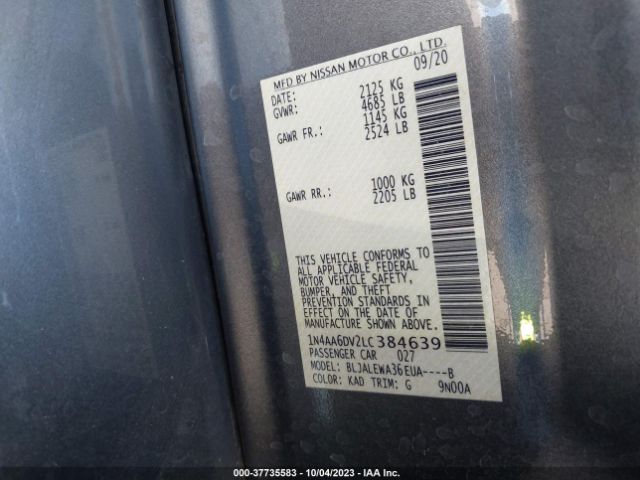 MFD BY NISSAN MOTOR CO., LTD.
DATE: 09/20
GVWR: 2125 KG
4685 LB
GAWR FR.: 1145 KG
2524 LB
GAWR RR.: 1000 KG
2205 LB
THIS VEHICLE CONFORMS TO
ALL APPLICABLE FEDERAL
MOTOR VEHICLE SAFETY,
BUMPER, AND THEFT
PREVENTION STANDARDS IN
EFFECT ON THE DATE OF
MANUFACTURE SHOWN ABOVE.
1N4AA6DV2LC384639
PASSENGER CAR 027
MODEL: BLJALEWA36EUA----B
COLOR: KAD TRIM: G 9N00A
000-37735583 - 10/04/2023 - IAA Inc.